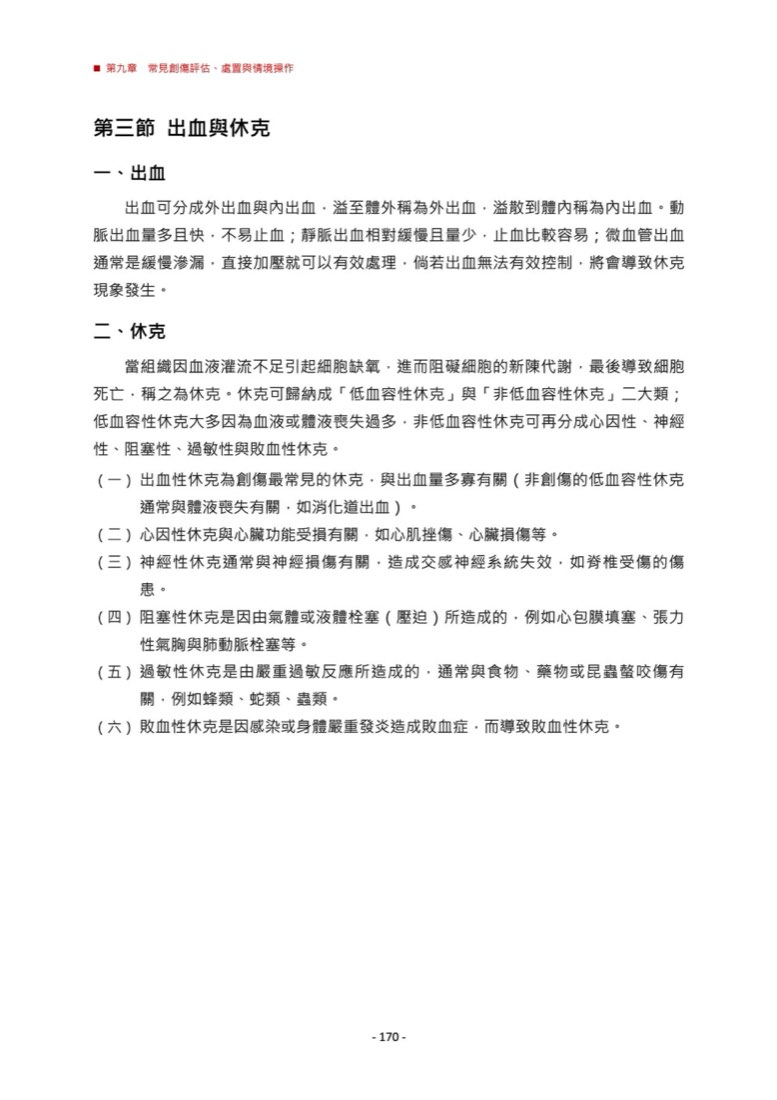 ■ 第九章 常見創傷評估、處置與情境操作
第三節 出血與休克
一、出血
出血可分成外出血與內出血，溢至體外稱為外出血，溢散到體內稱為內出血。動
脈出血量多且快，不易止血；靜脈出血相對緩慢且量少，止血比較容易；微血管出血
通常是緩慢滲漏，直接加壓就可以有效處理，倘若出血無法有效控制，將會導致休克
現象發生。
二、休克
當組織因血液灌流不足引起細胞缺氧，進而阻礙細胞的新陳代謝，最後導致細胞
死亡，稱之為休克。休克可歸納成「低血容性休克」與「非低血容性休克」二大類；
低血容性休克大多因為血液或體液喪失過多，非低血容性休克可再分成心因性、神經
性、阻塞性、過敏性與敗血性休克。
（一）出血性休克為創傷最常見的休克，與出血量多寡有關（非創傷的低血容性休克
通常與體液喪失有關，如消化道出血）。
（二）心因性休克與心臟功能受損有關，如心肌挫傷、心臟損傷等。
（三）神經性休克通常與神經損傷有關，造成交感神經系統失效，如脊椎受傷的傷
患。
（四）阻塞性休克是因由氣體或液體栓塞（壓迫）所造成的，例如心包膜填塞、張力
性氣胸與肺動脈栓塞等。
（五）過敏性休克是由嚴重過敏反應所造成的，通常與食物、藥物或昆蟲螫咬傷有
關，例如蜂類、蛇類、蟲類。
（六）敗血性休克是因感染或身體嚴重發炎造成敗血症，而導致敗血性休克。
- 170 -